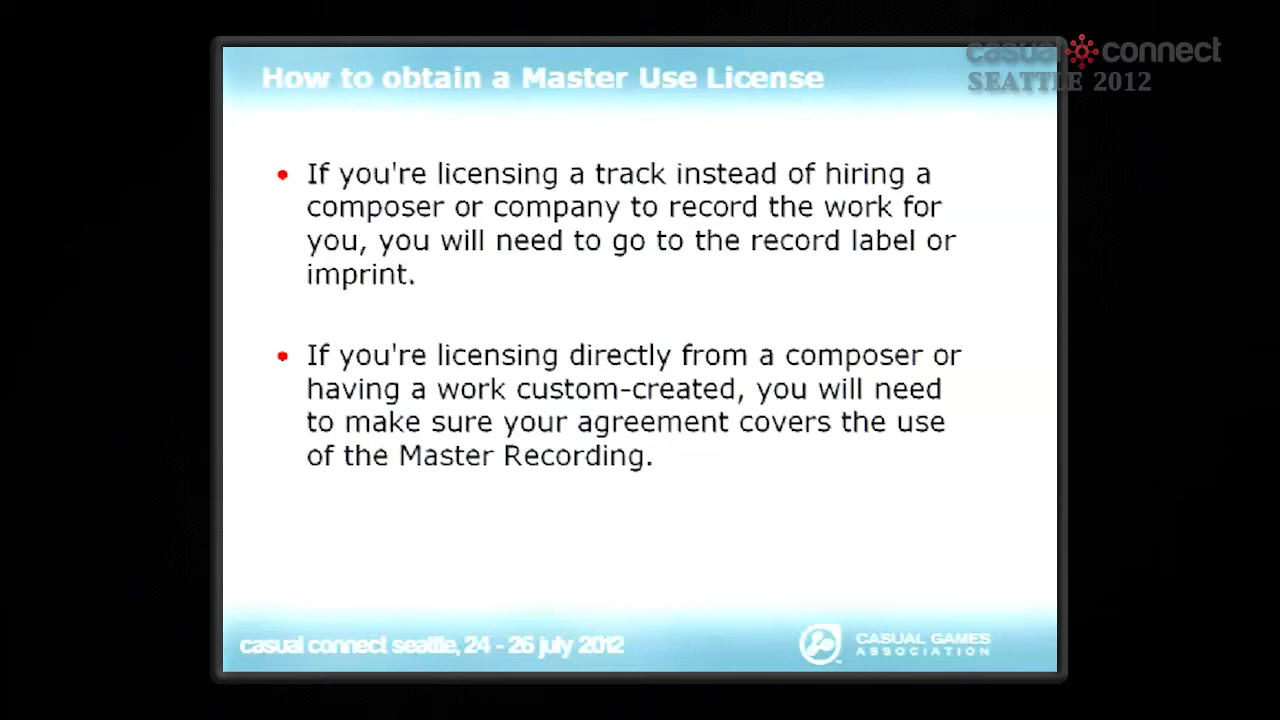 casual connect
SEATTLE 2012
How to obtain a Master Use License
• If you're licensing a track instead of hiring a
composer or company to record the work for
you, you will need to go to the record label or
imprint.
• If you're licensing directly from a composer or
having a work custom-created, you will need
to make sure your agreement covers the use
of the Master Recording.
casual connect seattle, 24 - 26 july 2012
CASUAL GAMES
ASSOCIATION